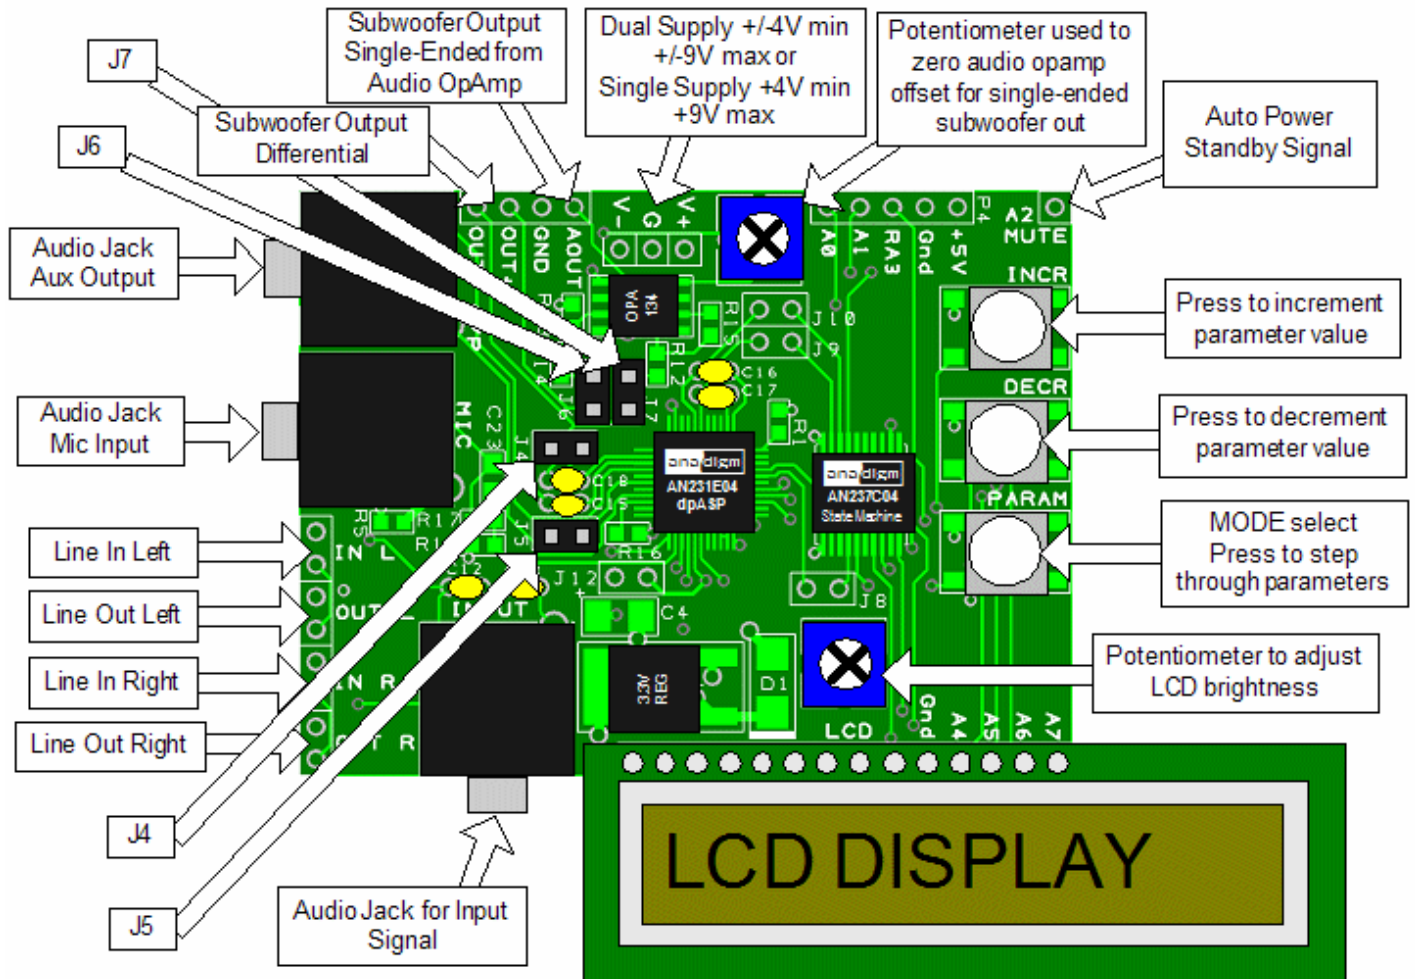 Subwoofer Output
Single-Ended from
Audio OpAmp
Dual Supply +/-4V min
+/-9V max or
Single Supply +4V min
+9V max
Potentiometer used to
zero audio opamp
offset for single-ended
subwoofer out
J7
Subwoofer Output
Differential
Auto Power
Standby Signal
J6
Audio Jack
Aux Output
OUT+
GND
AOUT
V-
G
V+
A0
A1
RA3
Gnd
+5V
P4
A2
MUTE
INCR
OPA
134
R15
J10
J9
R12
C16
C17
Press to increment
parameter value
DECR
Audio Jack
Mic Input
MIC
C23
J6
J7
J4
R1
Press to decrement
parameter value
anadigm
AN231E04
dpASP
anadigm
AN237C04
State Machine
C18
C15
PARAM
MODE select
Press to step
through parameters
Line In Left
IN L
R5
R17
J5
R16
Line Out Left
C12
J12
+
J8
C4
Line In Right
IN R
3.3V
REG
D1
Potentiometer to adjust
LCD brightness
Line Out Right
LCD
Gnd
A4
A5
A6
A7
J4
LCD DISPLAY
J5
Audio Jack for Input
Signal